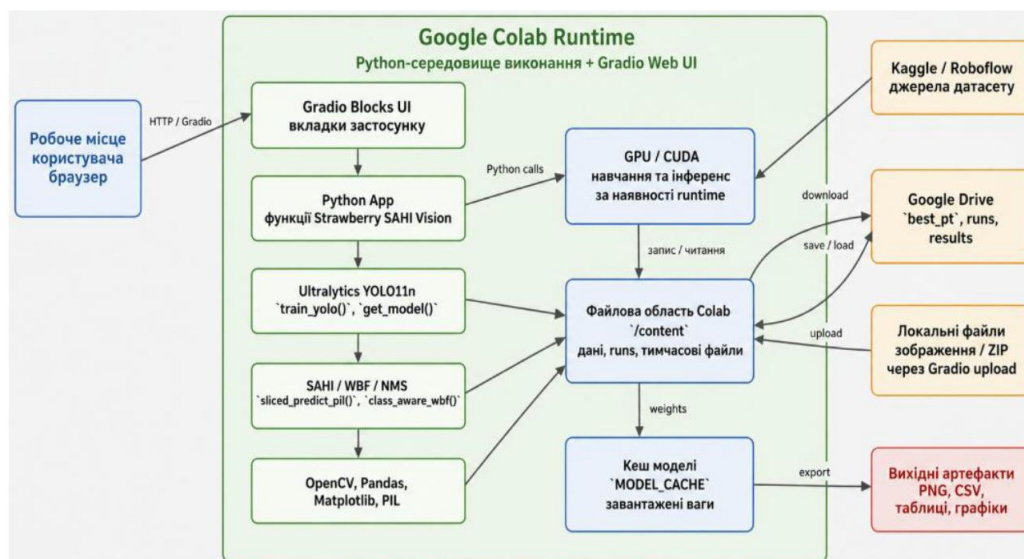 Google Colab Runtime
Python-середовище виконання + Gradio Web UI
Робоче місце
користувача
браузер
HTTP / Gradio
Gradio Blocks UI
вкладки застосунку
Python App
функції Strawberry SAHI Vision
Ultralytics YOLO11n
`train_yolo()`, `get_model()`
SAHI / WBF / NMS
`sliced_predict_pil()`, `class_aware_wbf()`
OpenCV, Pandas,
Matplotlib, PIL
Python calls
GPU / CUDA
навчання та інференс
за наявності runtime
запис / читання
Файлова область Colab
`/content`
дані, runs, тимчасові файли
weights
Кеш моделі
`MODEL_CACHE`
завантажені ваги
download
save / load
upload
export
Kaggle / Roboflow
джерела датасету
Google Drive
`best_pt`, runs,
results
Локальні файли
зображення / ZIP
через Gradio upload
Вихідні артефакти
PNG, CSV,
таблиці, графіки